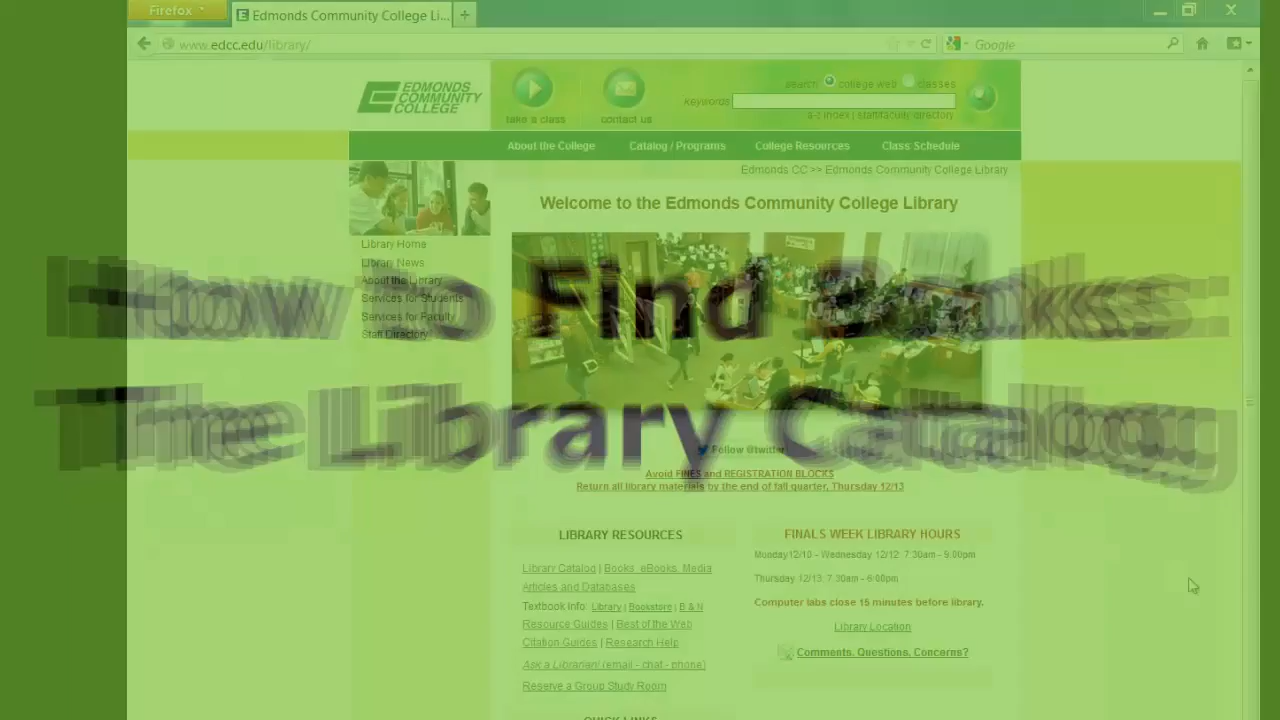 Firefox
Edmonds Community College Li...
www.edcc.edu/library/
Google
EDMONDS
COMMUNITY
COLLEGE
take a class
contact us
search college web classes
keywords
a-z index | staff/faculty directory
About the College Catalog / Programs College Resources Class Schedule
Edmonds CC >> Edmonds Community College Library
Welcome to the Edmonds Community College Library
Library Home
Library News
About the Library
Services for Students
Services for Faculty
Staff Directory
How to Find Books:
The Library Catalog
Follow @twitter
Avoid FINES and REGISTRATION BLOCKS
Return all library materials by the end of fall quarter, Thursday 12/13
LIBRARY RESOURCES
Library Catalog | Books, eBooks, Media
Articles and Databases
Textbook Info: Library | Bookstore | B & N
Resource Guides | Best of the Web
Citation Guides | Research Help
Ask a Librarian! (email - chat - phone)
Reserve a Group Study Room
QUICK LINKS
FINALS WEEK LIBRARY HOURS
Monday 12/10 - Wednesday 12/12: 7:30am - 9:00pm
Thursday 12/13: 7:30am - 6:00pm
Computer labs close 15 minutes before library.
Library Location
Comments, Questions, Concerns?